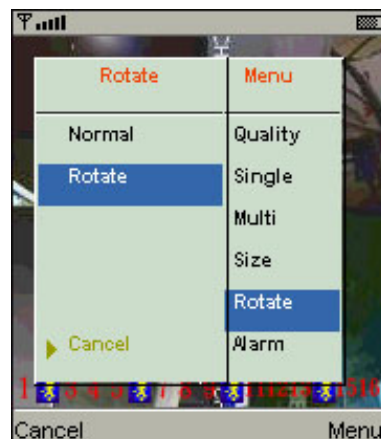 Rotate Menu
Normal Quality
Rotate Single
Multi
Size
Rotate
Cancel Alarm
Cancel Menu